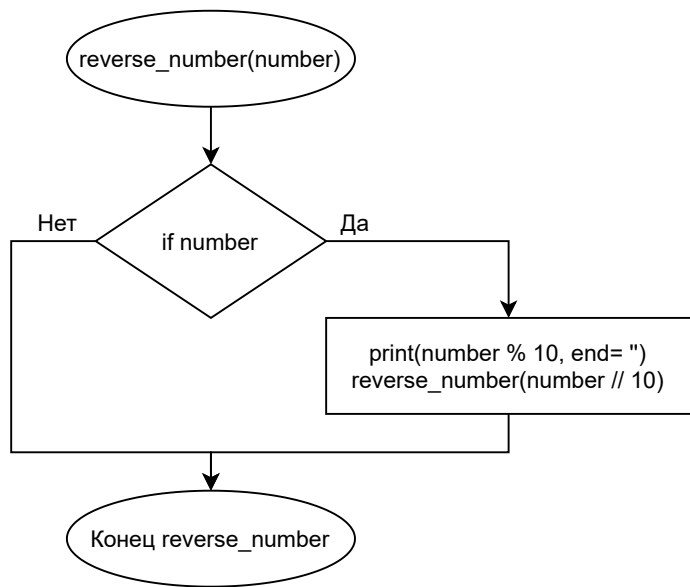 reverse_number(number)
Нет
Да
if number
print(number % 10, end= '')
reverse_number(number // 10)
Конец reverse_number